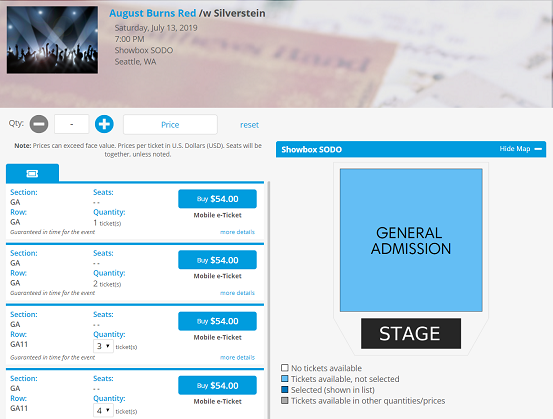 August Burns Red /w Silverstein
Saturday, July 13, 2019
7:00 PM
Showbox SODO
Seattle, WA
Qty: - Price reset
Note: Prices can exceed face value. Prices per ticket in U.S. Dollars (USD). Seats will be
together, unless noted.
Showbox SODO Hide Map
Section: Seats: Buy $54.00
GA - -
Row: Quantity: Mobile e-Ticket
GA 1 ticket(s)
Guaranteed in time for the event more details
Section: Seats: Buy $54.00
GA - -
Row: Quantity: Mobile e-Ticket
GA 2 ticket(s)
Guaranteed in time for the event more details
Section: Seats: Buy $54.00
GA - -
Row: Quantity: Mobile e-Ticket
GA11 3 ticket(s)
Guaranteed in time for the event more details
Section: Seats: Buy $54.00
GA - -
Row: Quantity: Mobile e-Ticket
GA11 4 ticket(s)
GENERAL
ADMISSION
STAGE
No tickets available
Tickets available, not selected
Selected (shown in list)
Tickets available in other quantities/prices